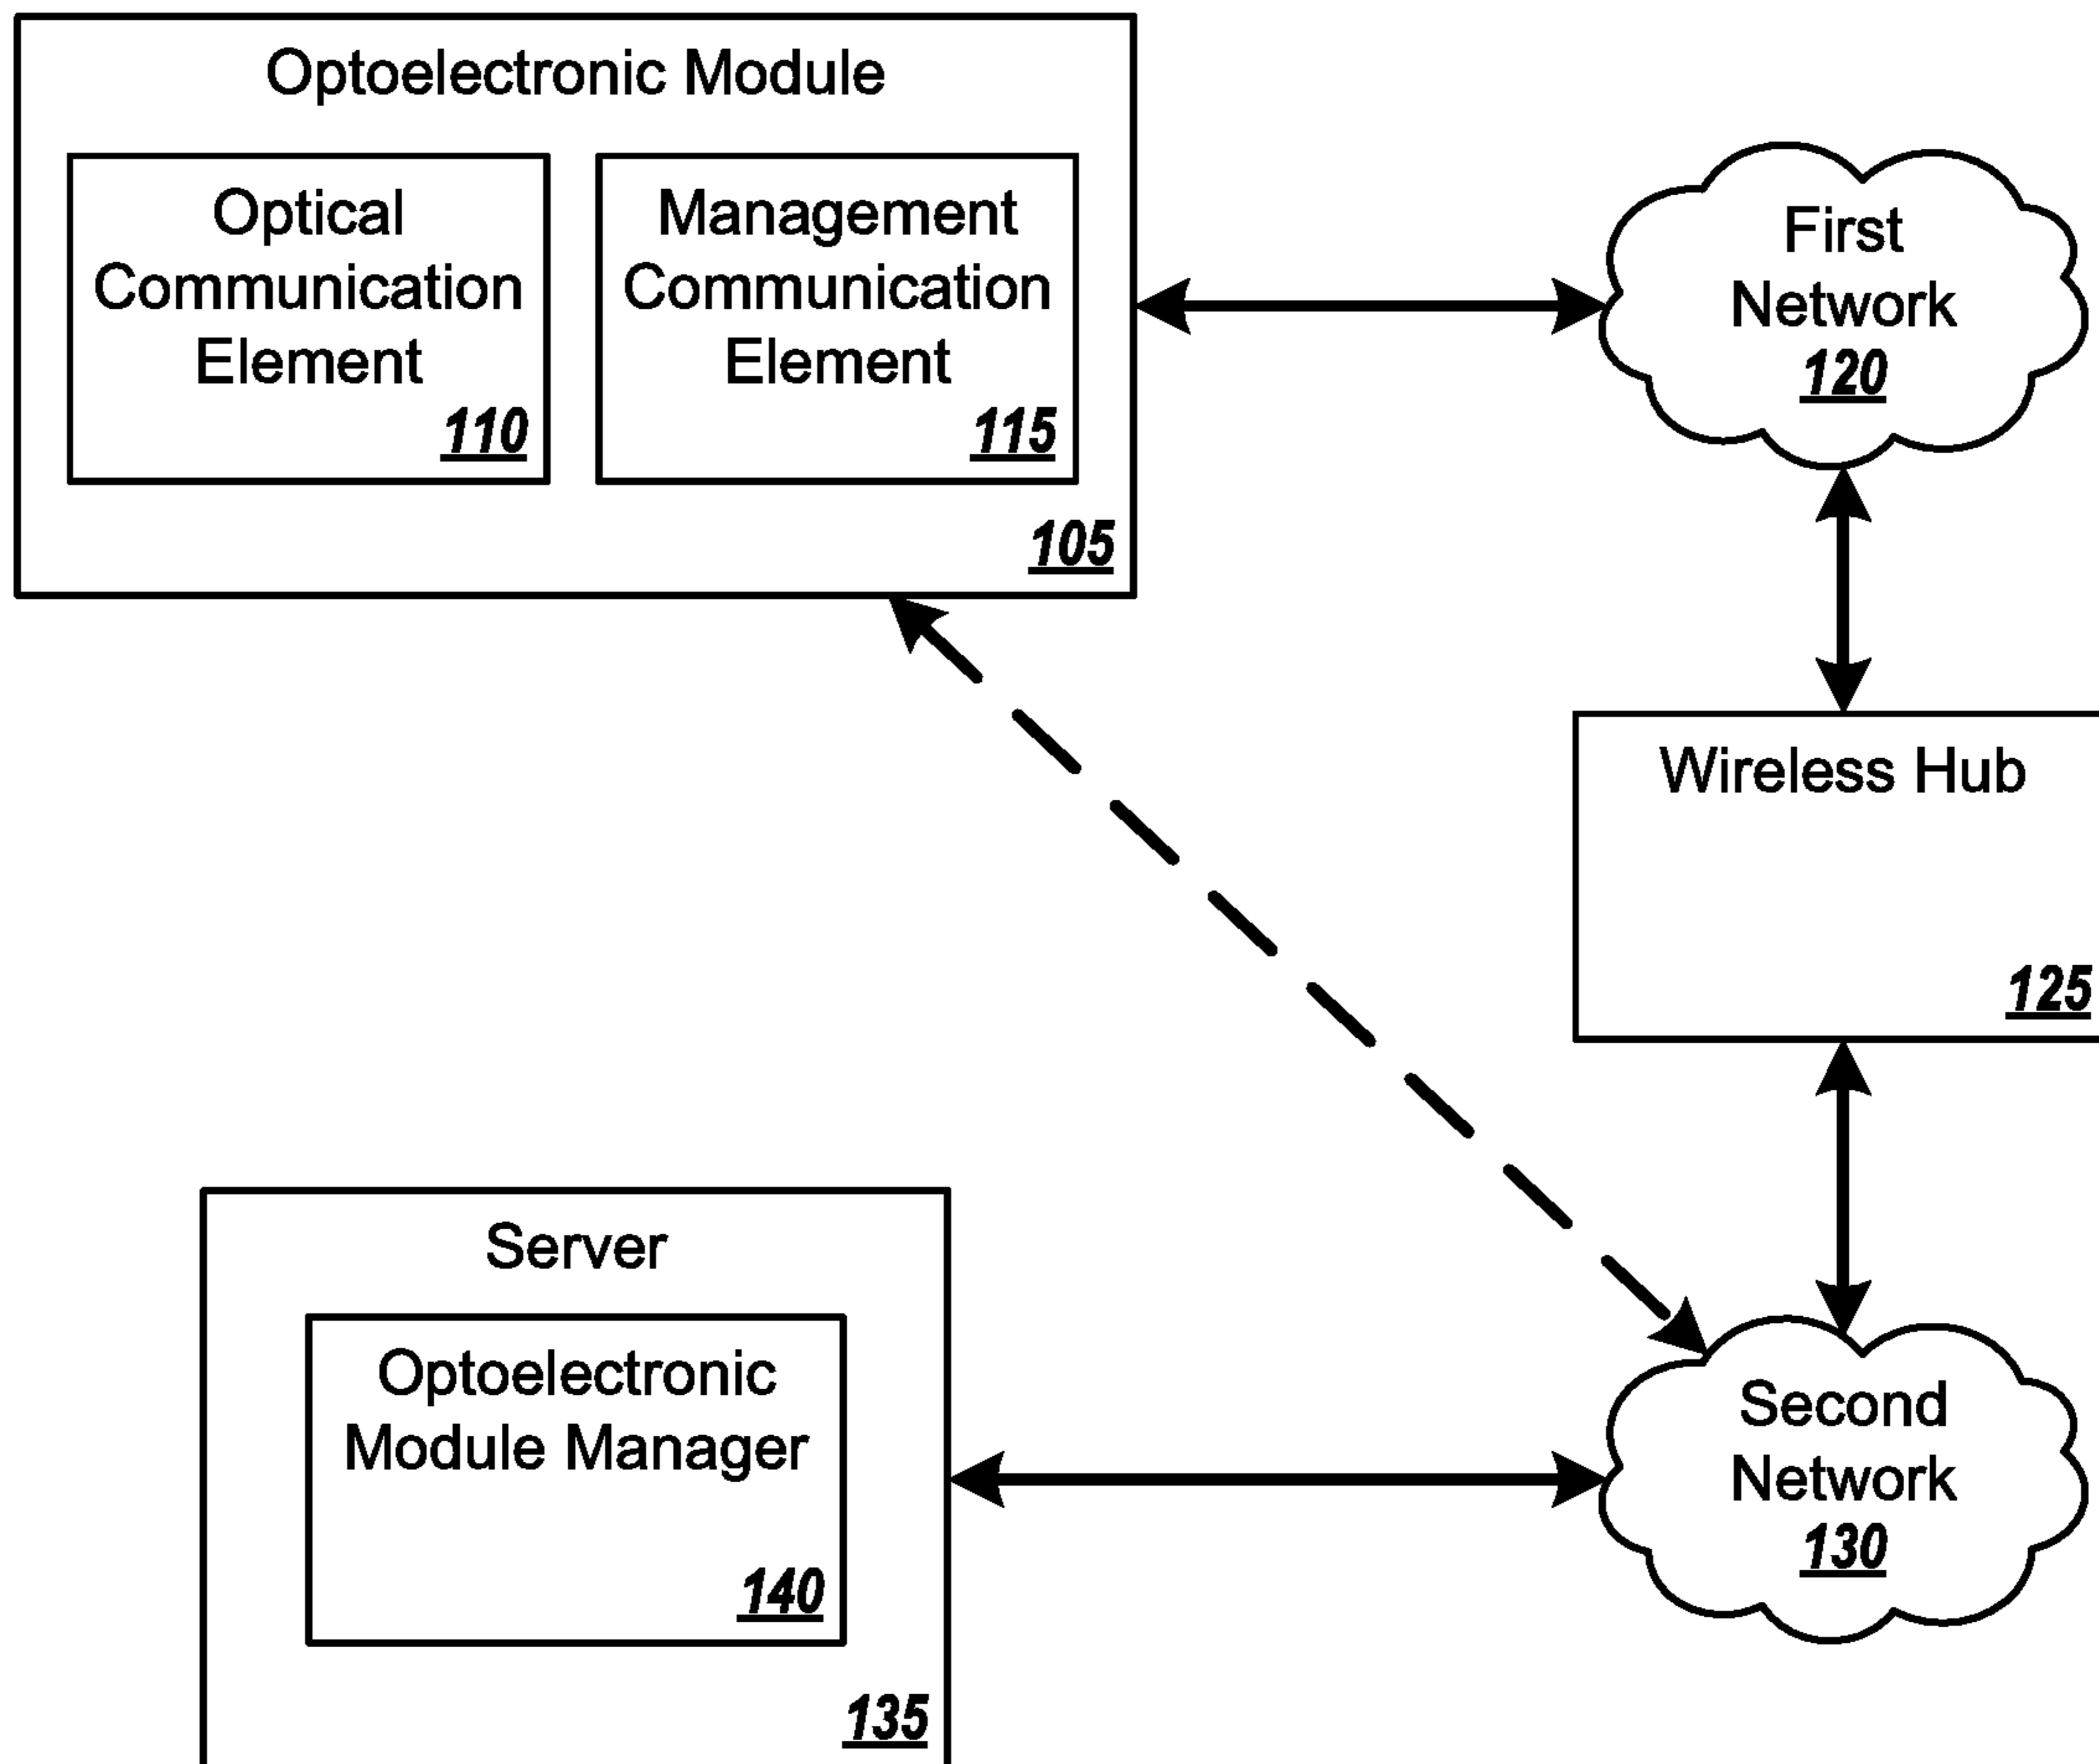 Optoelectronic Module
Optical
Communication
Element
110
Management
Communication
Element
115
105
First
Network
120
Wireless Hub
125
Server
Optoelectronic
Module Manager
140
135
Second
Network
130